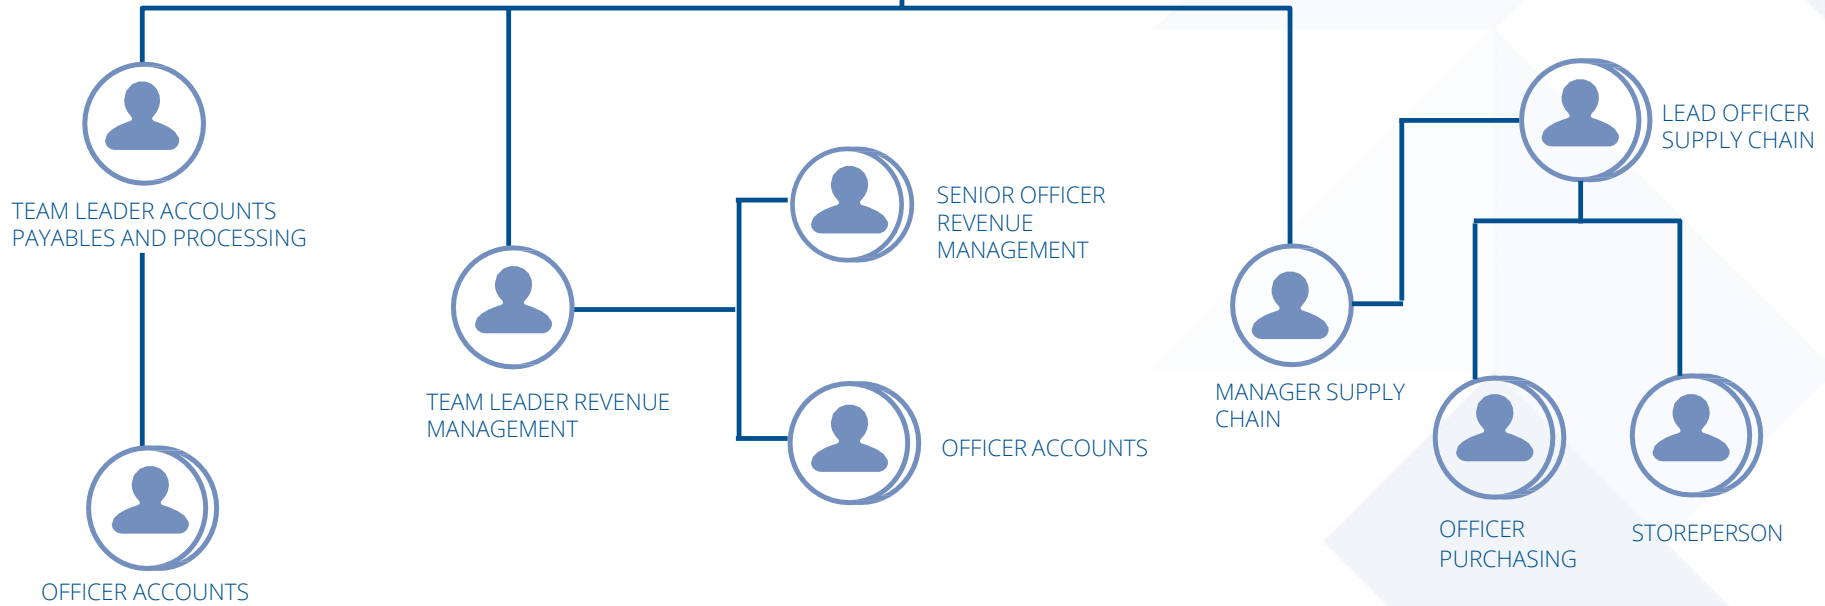 TEAM LEADER ACCOUNTS
PAYABLES AND PROCESSING
OFFICER ACCOUNTS
TEAM LEADER REVENUE
MANAGEMENT
SENIOR OFFICER
REVENUE
MANAGEMENT
OFFICER ACCOUNTS
MANAGER SUPPLY
CHAIN
LEAD OFFICER
SUPPLY CHAIN
OFFICER
PURCHASING
STOREPERSON